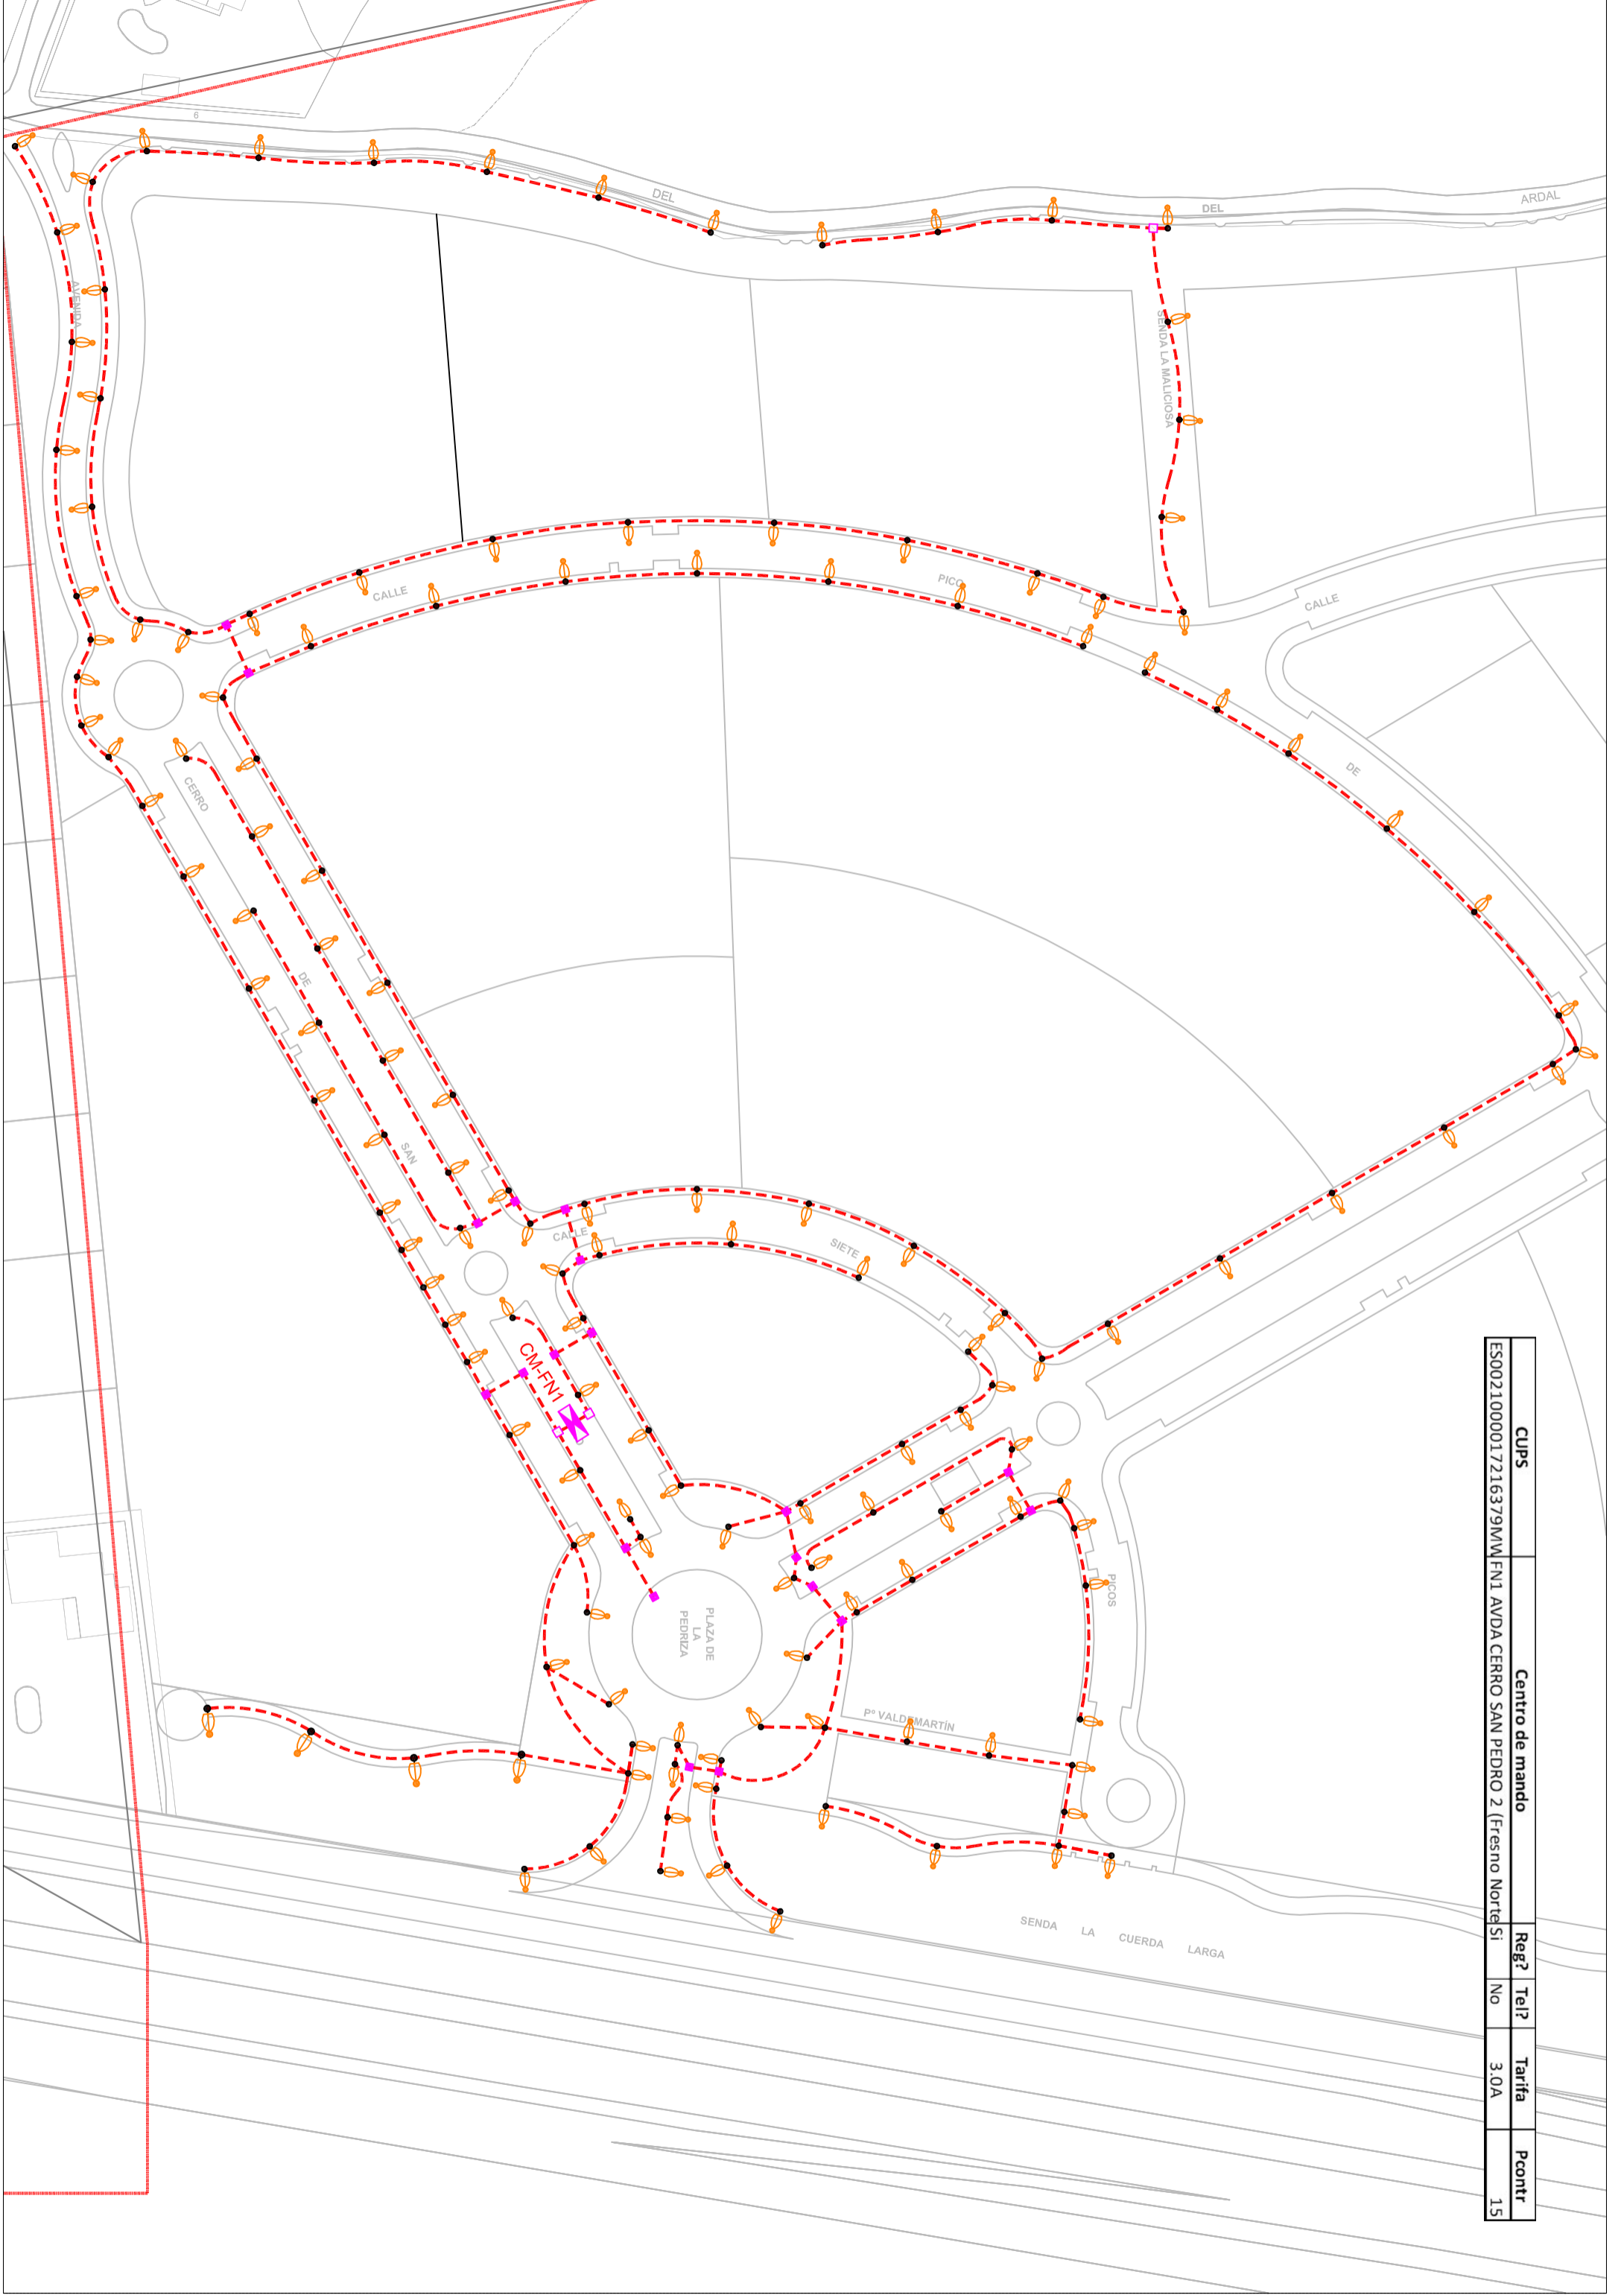 CUPS Centro de mando Reg? Tel? Tarifa Pcontr
ES0021000017216379MW FN1 AVDA.CERRO SAN PEDRO 2 (Fresno Norte Si No 3.0A 15
6
DEL
DEL
ARDAL
AVENIDA
SENDA LA MALICIOSA
CALLE
PICO
CALLE
DE
CERRO
DE
SAN
CALLE
SIETE
PICOS
CM-FN1
PLAZA DE
LA
PEDRIZA
Pº VALDEMARTÍN
SENDA LA CUERDA LARGA